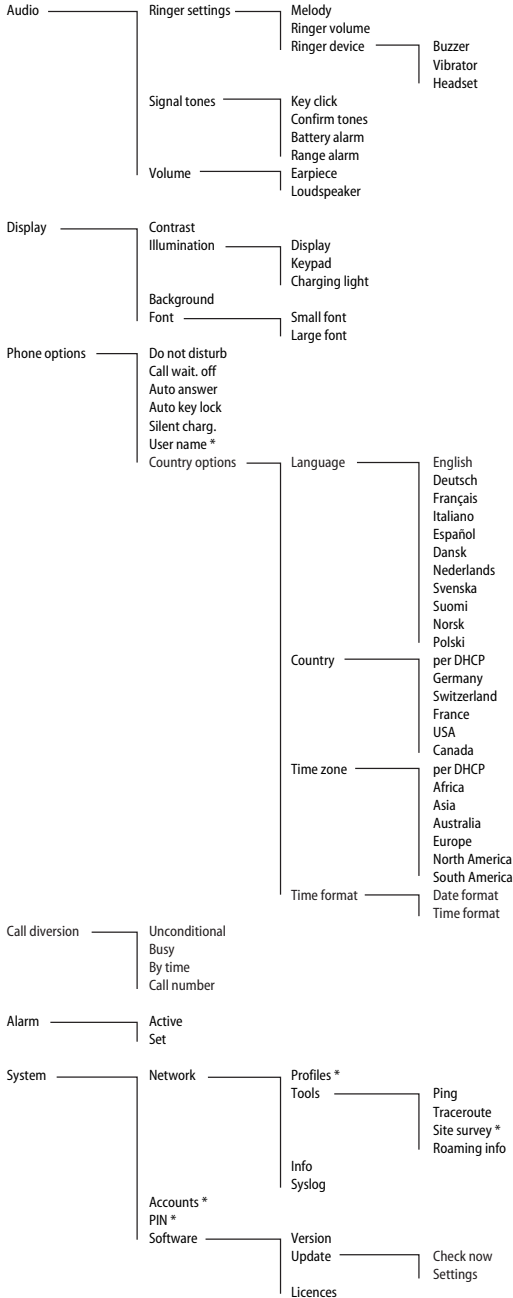 Audio Ringer settings Melody
Ringer volume
Ringer device Buzzer
Vibrator
Headset
Signal tones Key click
Confirm tones
Battery alarm
Range alarm
Volume Earpiece
Loudspeaker
Display Contrast
Illumination Display
Keypad
Charging light
Background
Font Small font
Large font
Phone options Do not disturb
Call wait. off
Auto answer
Auto key lock
Silent charg.
User name *
Country options Language English
Deutsch
Français
Italiano
Español
Dansk
Nederlands
Svenska
Suomi
Norsk
Polski
Country per DHCP
Germany
Switzerland
France
USA
Canada
Time zone per DHCP
Africa
Asia
Australia
Europe
North America
South America
Time format Date format
Time format
Call diversion Unconditional
Busy
By time
Call number
Alarm Active
Set
System Network Profiles *
Tools Ping
Traceroute
Site survey *
Roaming info
Info
Syslog
Accounts *
PIN *
Software Version
Update Check now
Settings
Licences